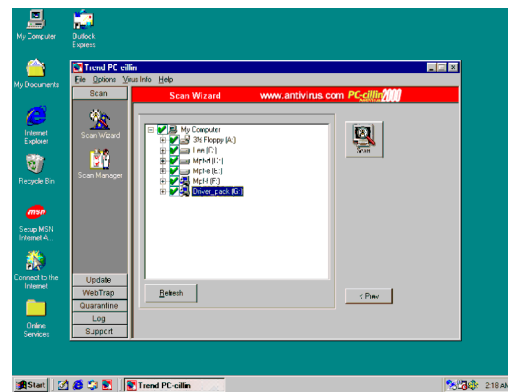 My Computer
Outlook
Express
My Documents
Internet
Explorer
Recycle Bin
msn
Setup MSN
Internet A...
Connect to the
Internet
Online
Services
Trend PC-cillin
File Options Virus Info Help
Scan
Scan Wizard www.antivirus.com PC-cillin 2000
Scan Wizard
Scan Manager
My Computer
3½ Floppy (A:)
(C:)
(D:)
(E:)
(F:)
Driver_pack (G:)
Scan
Refresh
< Prev
Update
WebTrap
Quarantine
Log
Support
Start
Trend PC-cillin
2:18 AM